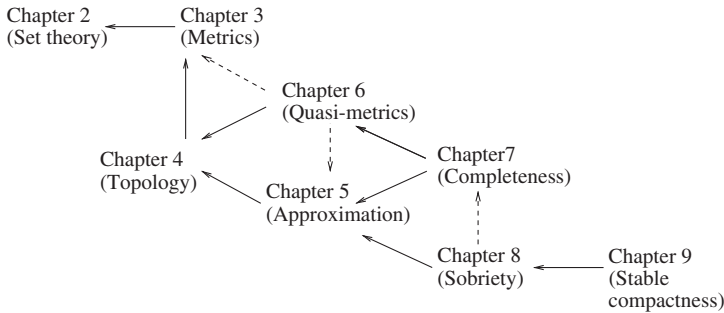 Chapter 2
(Set theory)
Chapter 3
(Metrics)
Chapter 6
(Quasi-metrics)
Chapter 4
(Topology)
Chapter7
(Completeness)
Chapter 5
(Approximation)
Chapter 8
(Sobriety)
Chapter 9
(Stable
compactness)